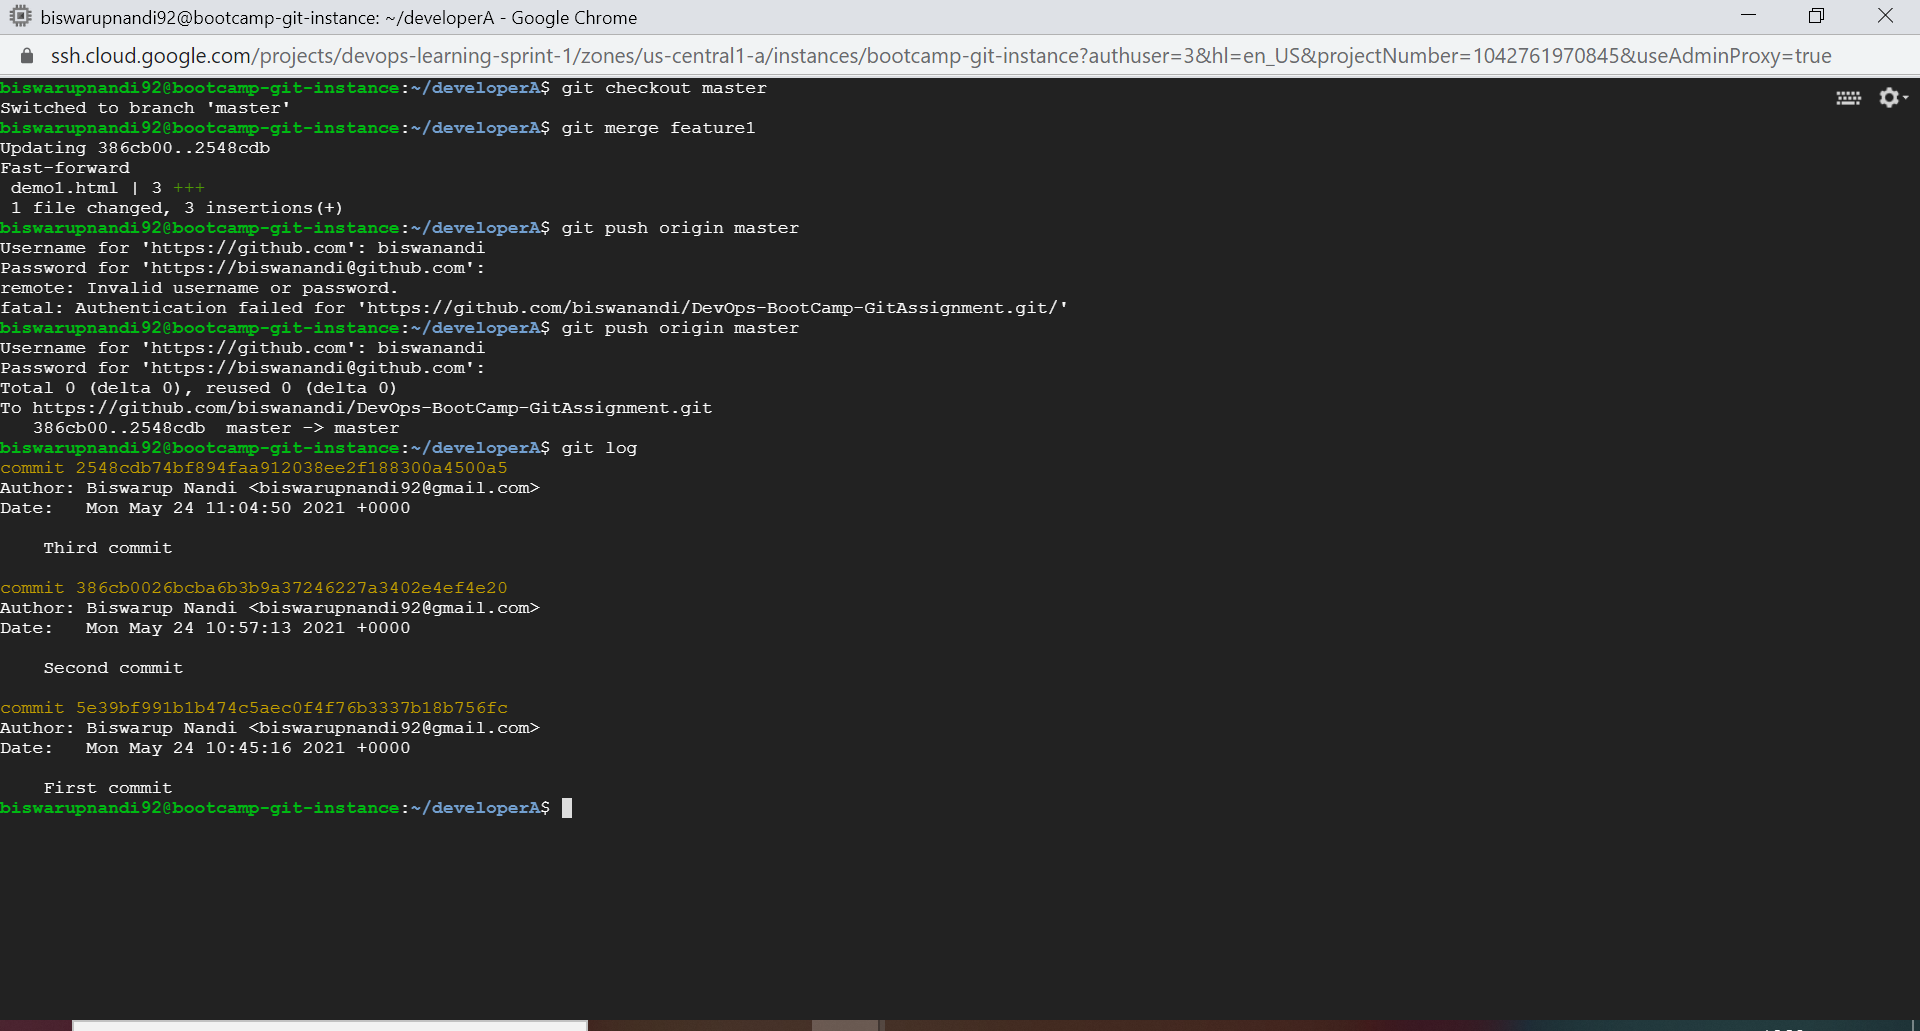 biswarupnandi92@bootcamp-git-instance: ~/developerA - Google Chrome
ssh.cloud.google.com/projects/devops-learning-sprint-1/zones/us-central1-a/instances/bootcamp-git-instance?authuser=3&hl=en_US&projectNumber=1042761970845&useAdminProxy=true
biswarupnandi92@bootcamp-git-instance:~/developerA$ git checkout master
Switched to branch 'master'
biswarupnandi92@bootcamp-git-instance:~/developerA$ git merge feature1
Updating 386cb00..2548cdb
Fast-forward
 demo1.html | 3 +++
 1 file changed, 3 insertions(+)
biswarupnandi92@bootcamp-git-instance:~/developerA$ git push origin master
Username for 'https://github.com': biswanandi
Password for 'https://biswanandi@github.com':
remote: Invalid username or password.
fatal: Authentication failed for 'https://github.com/biswanandi/DevOps-BootCamp-GitAssignment.git/'
biswarupnandi92@bootcamp-git-instance:~/developerA$ git push origin master
Username for 'https://github.com': biswanandi
Password for 'https://biswanandi@github.com':
Total 0 (delta 0), reused 0 (delta 0)
To https://github.com/biswanandi/DevOps-BootCamp-GitAssignment.git
   386cb00..2548cdb  master -> master
biswarupnandi92@bootcamp-git-instance:~/developerA$ git log
commit 2548cdb74bf894faa912038ee2f188300a4500a5
Author: Biswarup Nandi <biswarupnandi92@gmail.com>
Date:   Mon May 24 11:04:50 2021 +0000
    Third commit
commit 386cb0026bcba6b3b9a37246227a3402e4ef4e20
Author: Biswarup Nandi <biswarupnandi92@gmail.com>
Date:   Mon May 24 10:57:13 2021 +0000
    Second commit
commit 5e39bf991b1b474c5aec0f4f76b3337b18b756fc
Author: Biswarup Nandi <biswarupnandi92@gmail.com>
Date:   Mon May 24 10:45:16 2021 +0000
    First commit
biswarupnandi92@bootcamp-git-instance:~/developerA$